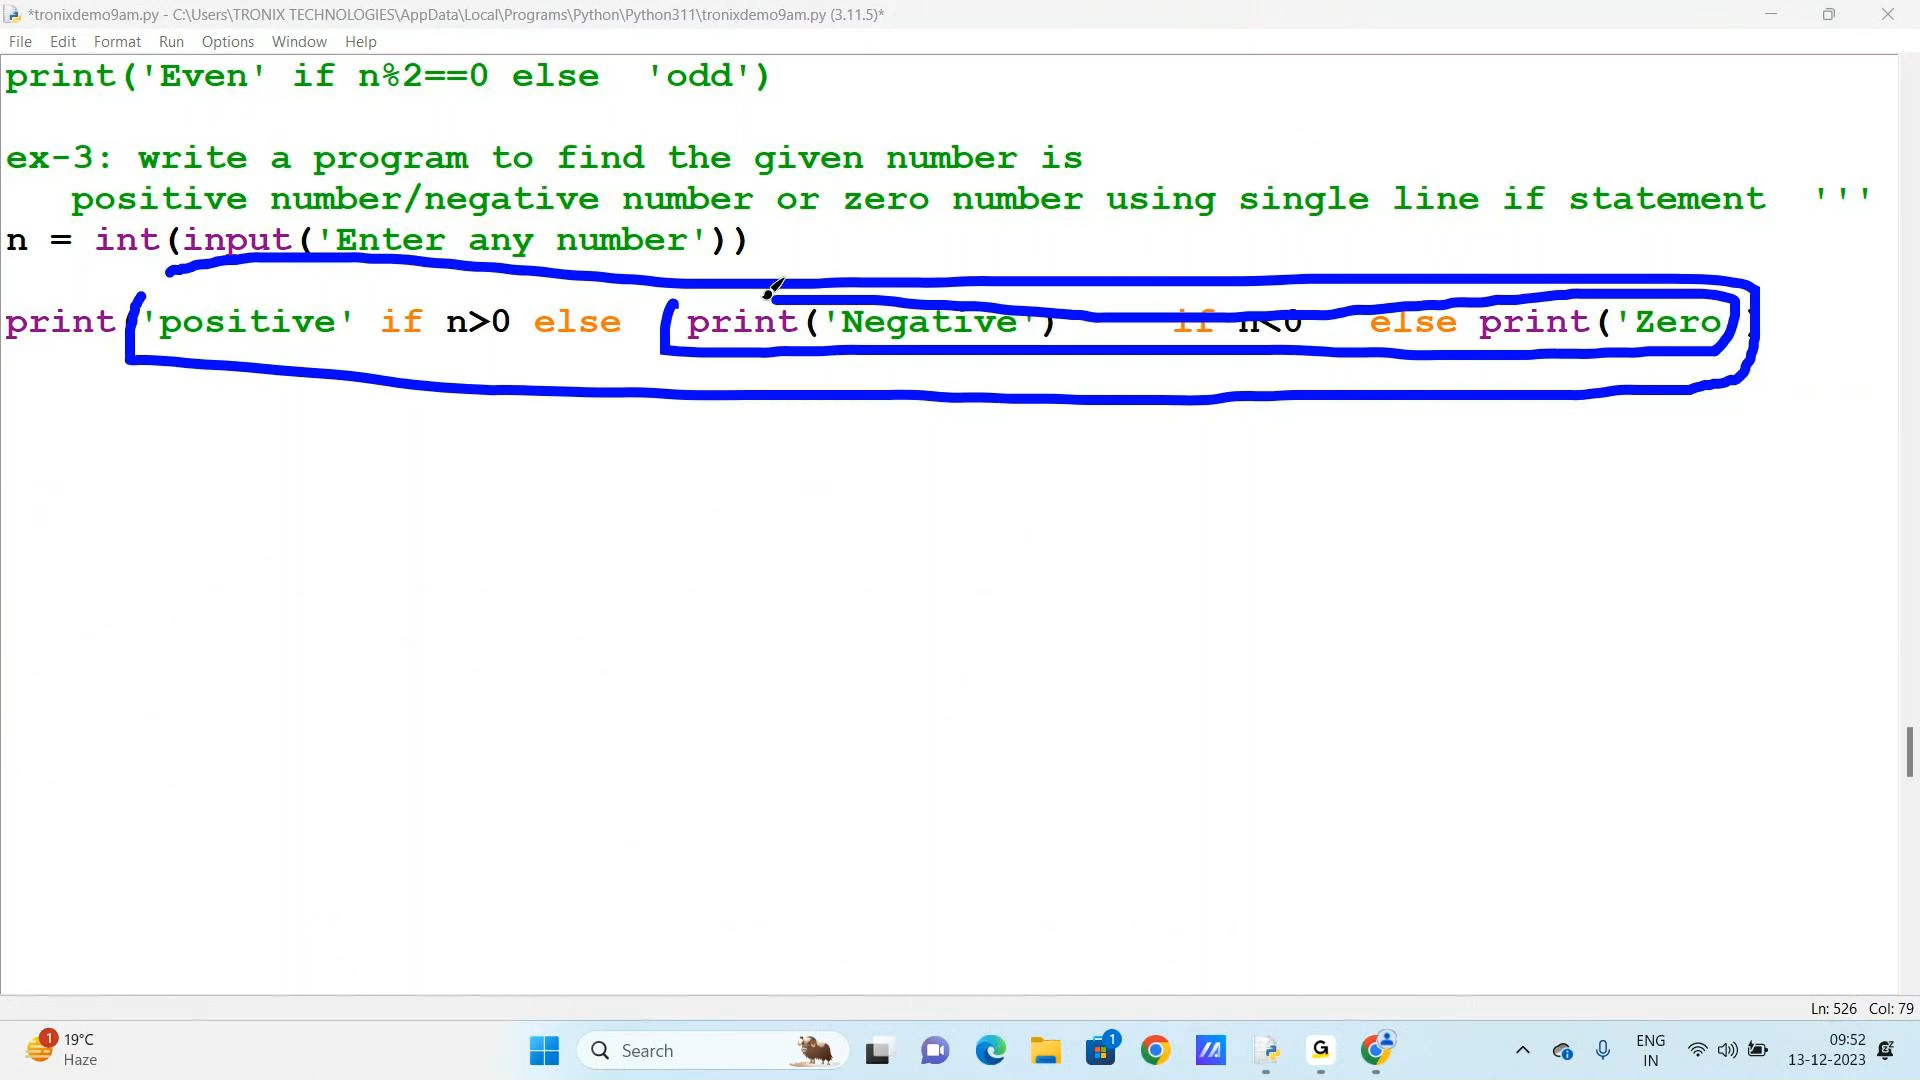 *tronixdemo9am.py - C:\Users\TRONIX TECHNOLOGIES\AppData\Local\Programs\Python\Python311\tronixdemo9am.py (3.11.5)*
File Edit Format Run Options Window Help
print('Even' if n%2==0 else  'odd')
ex-3: write a program to find the given number is
positive number/negative number or zero number using single line if statement  '''
n = int(input('Enter any number'))
print('positive' if n>0 else  print('Negative')     if n<0   else print('Zero
Ln: 526 Col: 79
1
19°C
Haze
Search
1
G
ENG
IN
09:52
13-12-2023